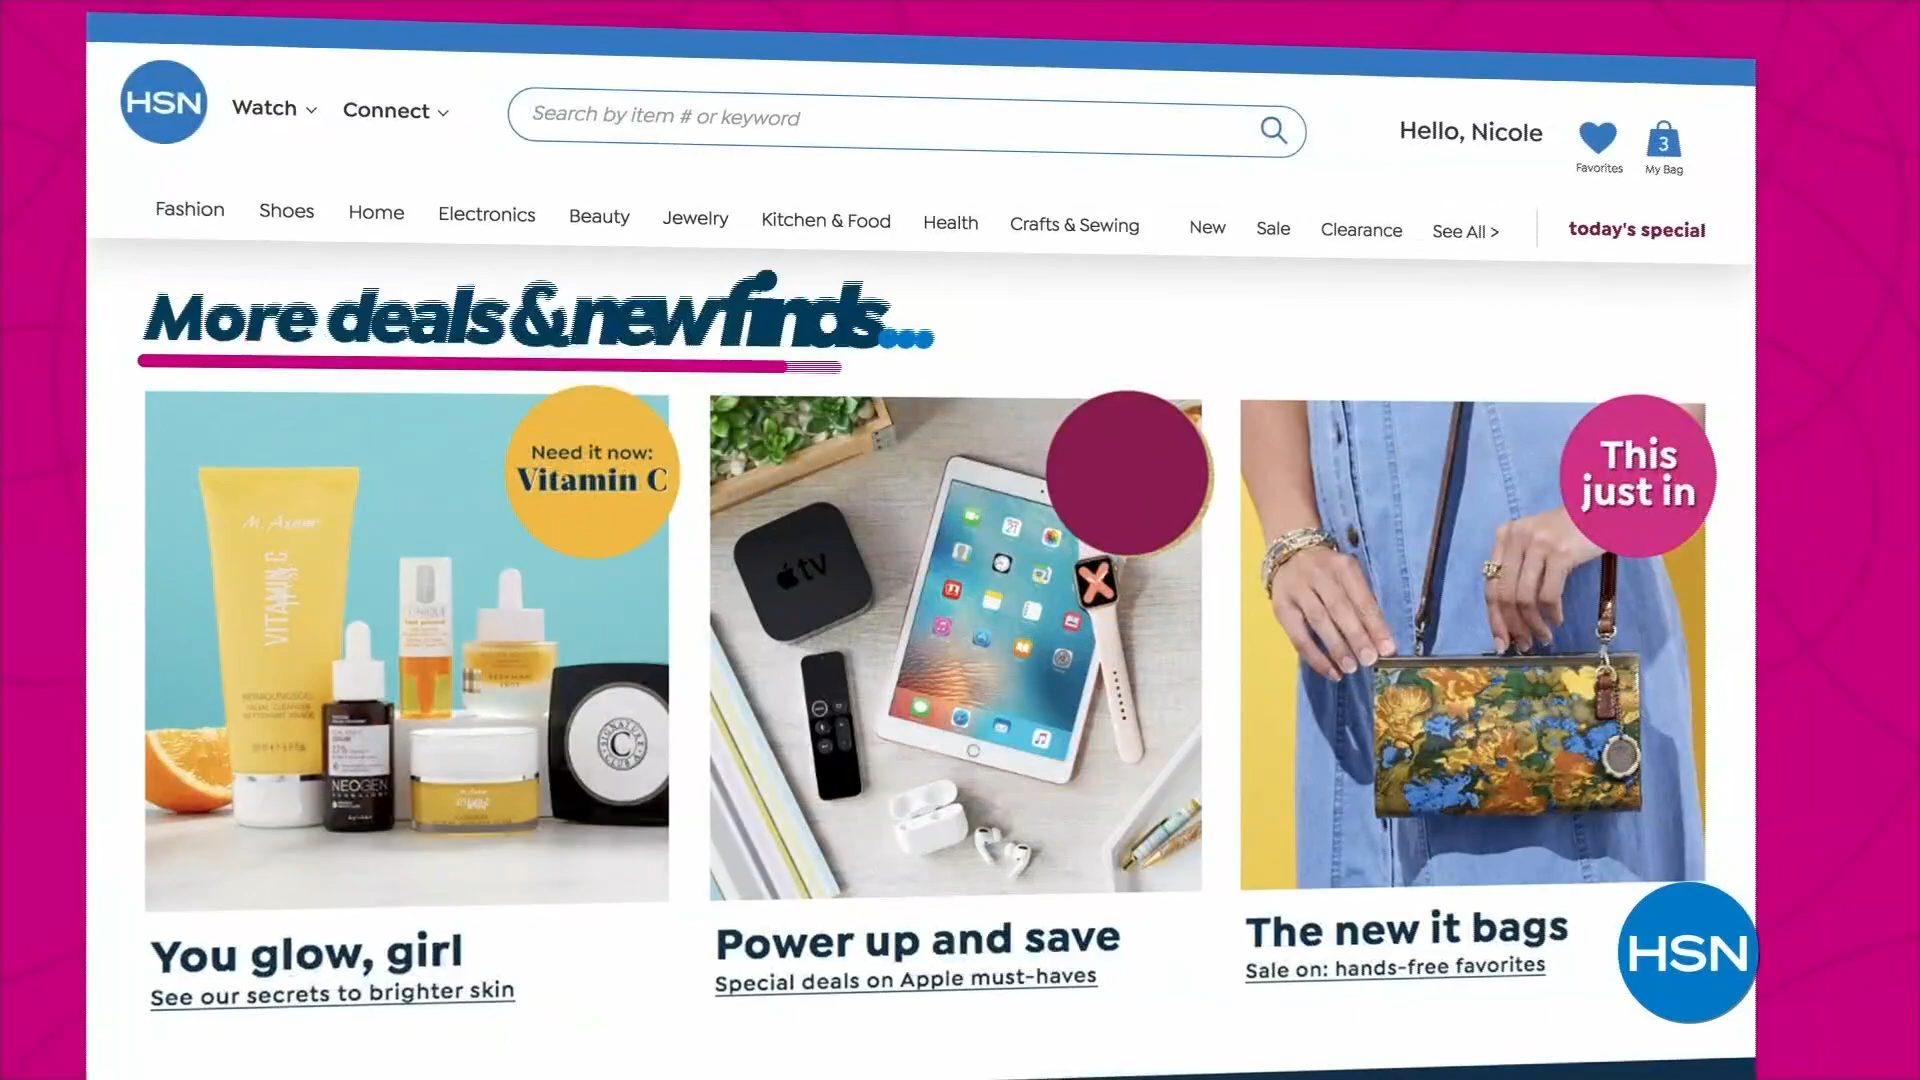 HSN
Watch
Connect
Search by item # or keyword
Hello, Nicole
Favorites
3
My Bag
Fashion
Shoes
Home
Electronics
Beauty
Jewelry
Kitchen & Food
Health
Crafts & Sewing
New
Sale
Clearance
See All >
today's special
More deals & new finds...
Need it now:
Vitamin C
M. Asam
VITAMIN C
NEOGEN
SIGNATURE
CLUB A
C
tv
This
just in
You glow, girl
See our secrets to brighter skin
Power up and save
Special deals on Apple must-haves
The new it bags
Sale on: hands-free favorites
HSN